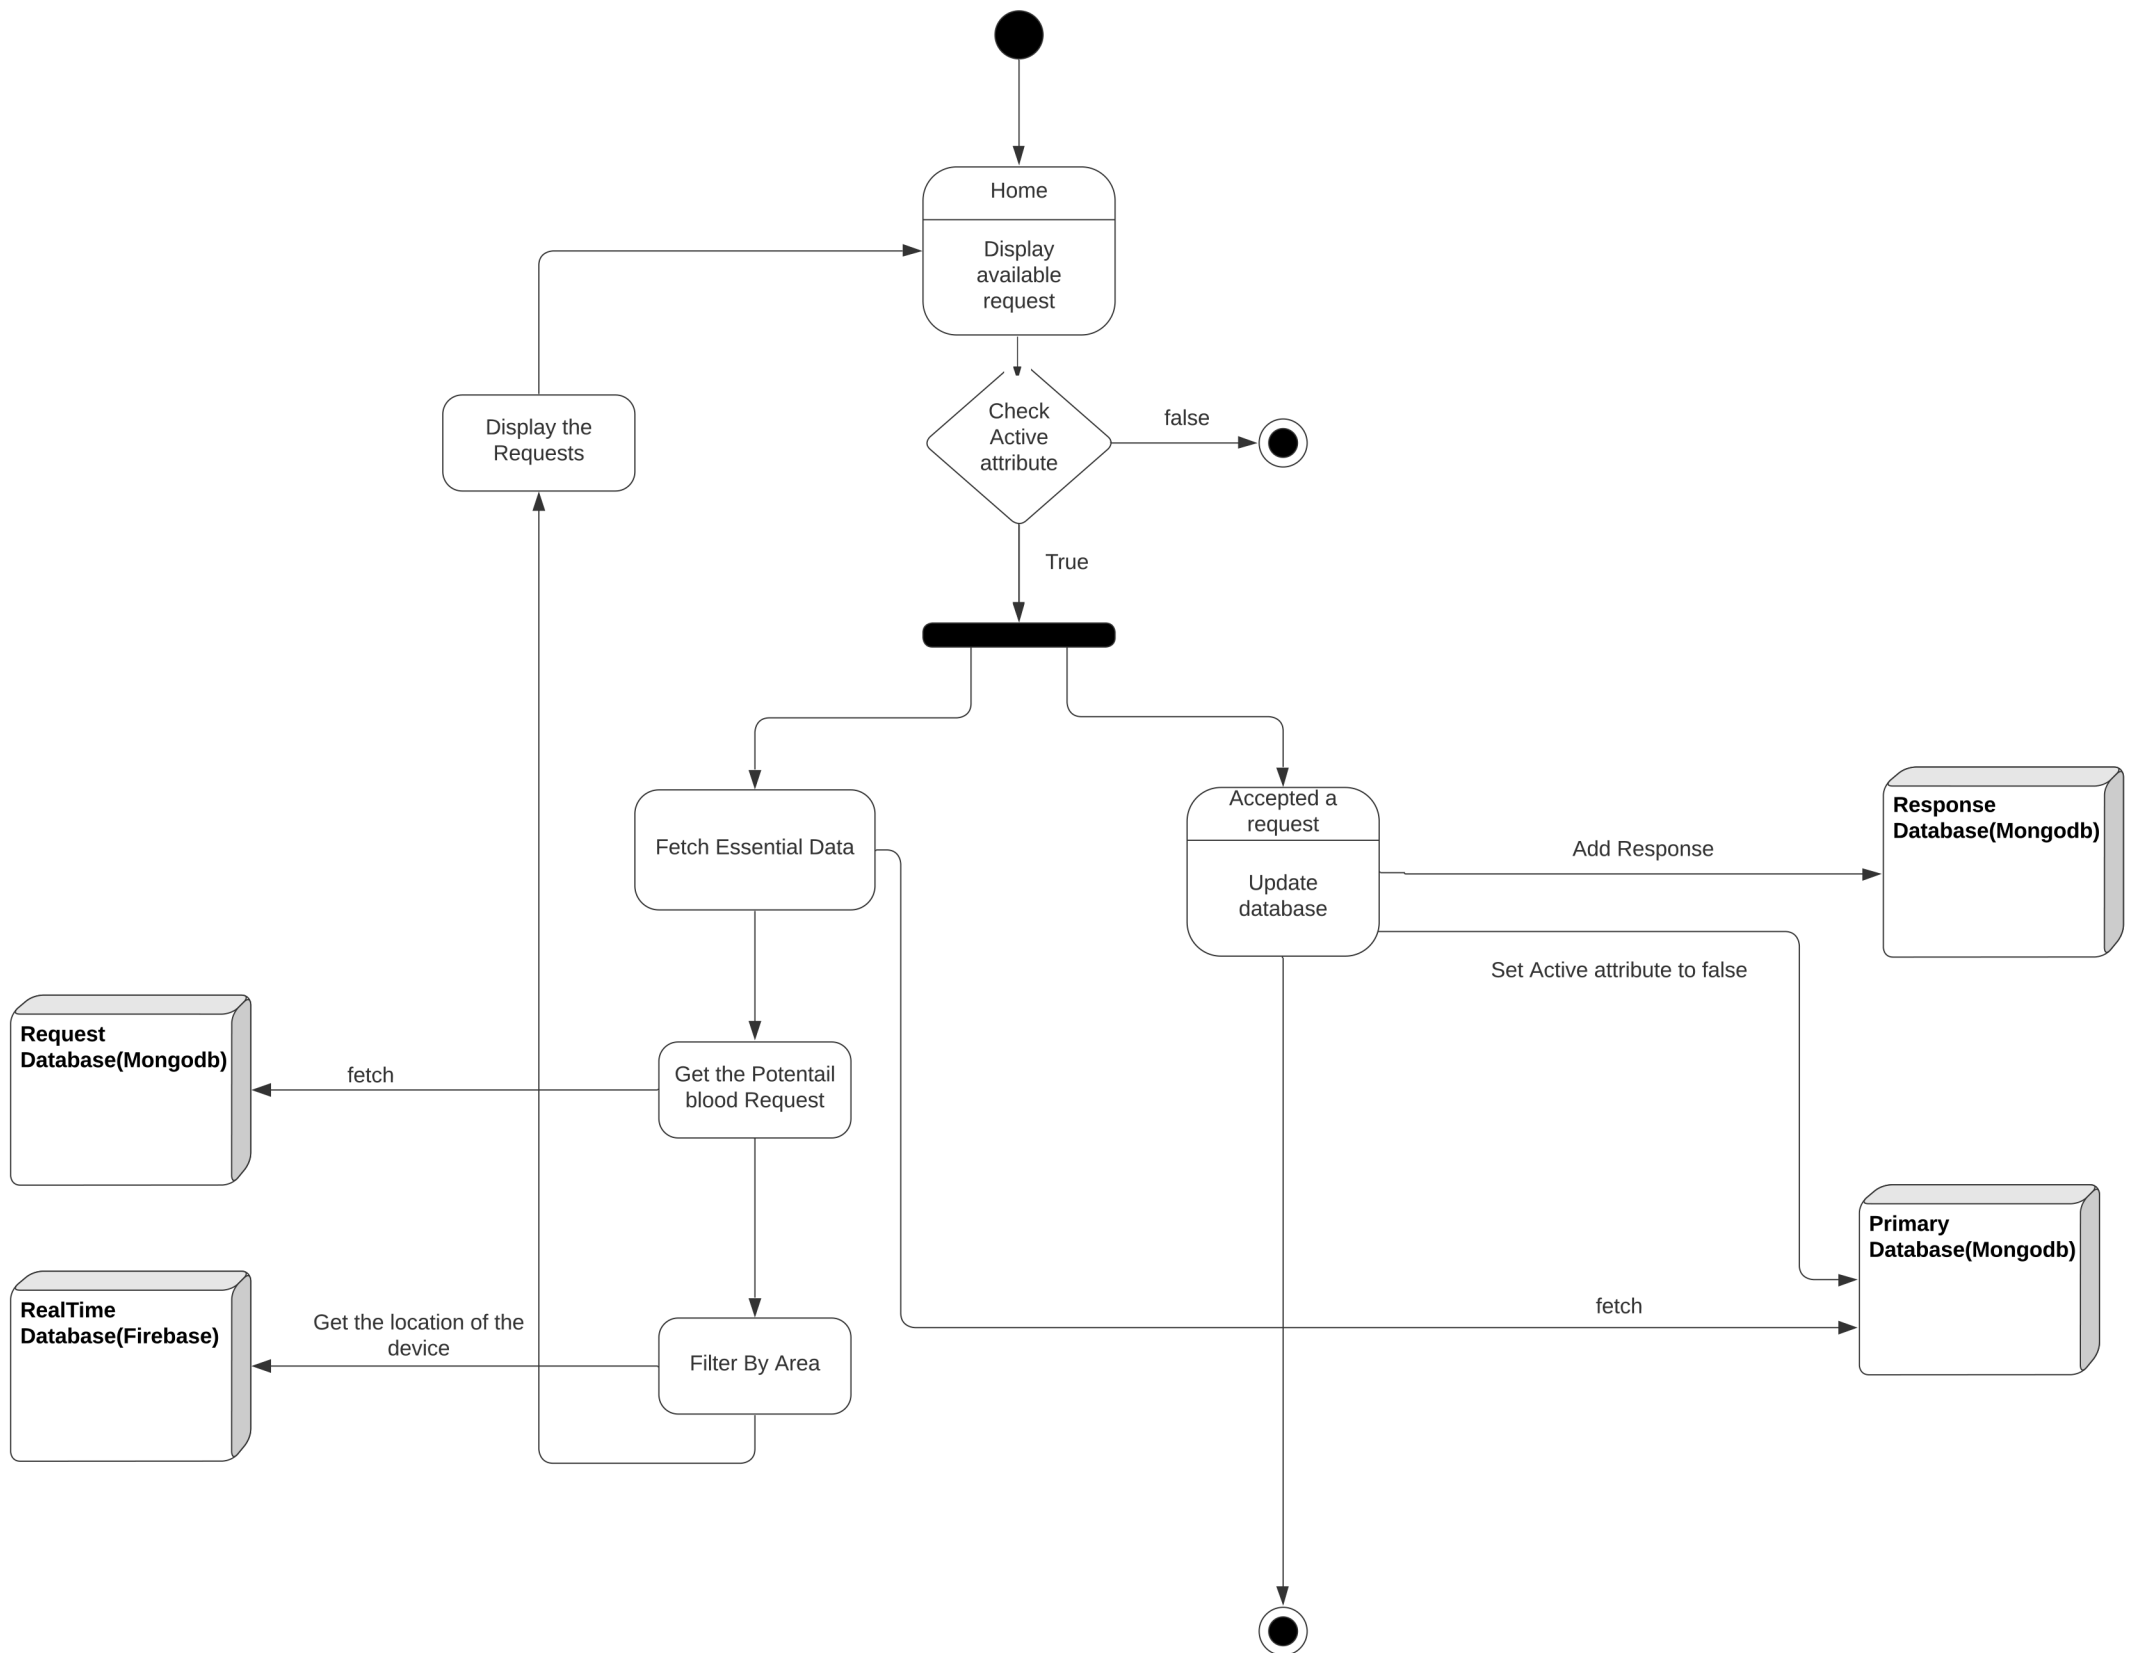 Home
Display
available
request
Check
Active
attribute
false
Display the
Requests
True
Fetch Essential Data
Accepted a
request
Update
database
Add Response
Response
Database(Mongodb)
Set Active attribute to false
Request
Database(Mongodb)
fetch
Get the Potentail
blood Request
Primary
Database(Mongodb)
fetch
RealTime
Database(Firebase)
Get the location of the
device
Filter By Area